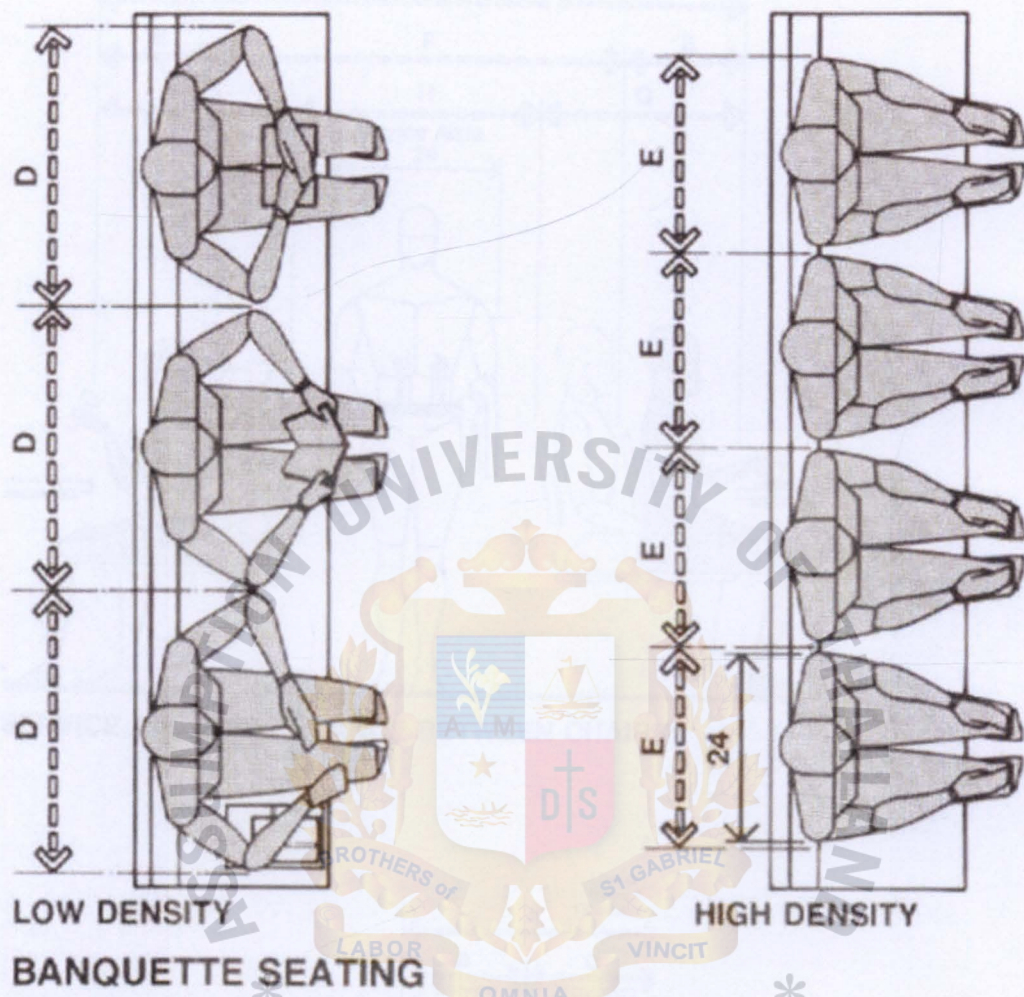 D
D
D
E
E
E
E
24
LOW DENSITY
HIGH DENSITY
BANQUETTE SEATING
ASSUMPTION UNIVERSITY OF THAILAND
A M
D S
BROTHERS of
ST GABRIEL
LABOR
VINCIT
OMNIA
*
*